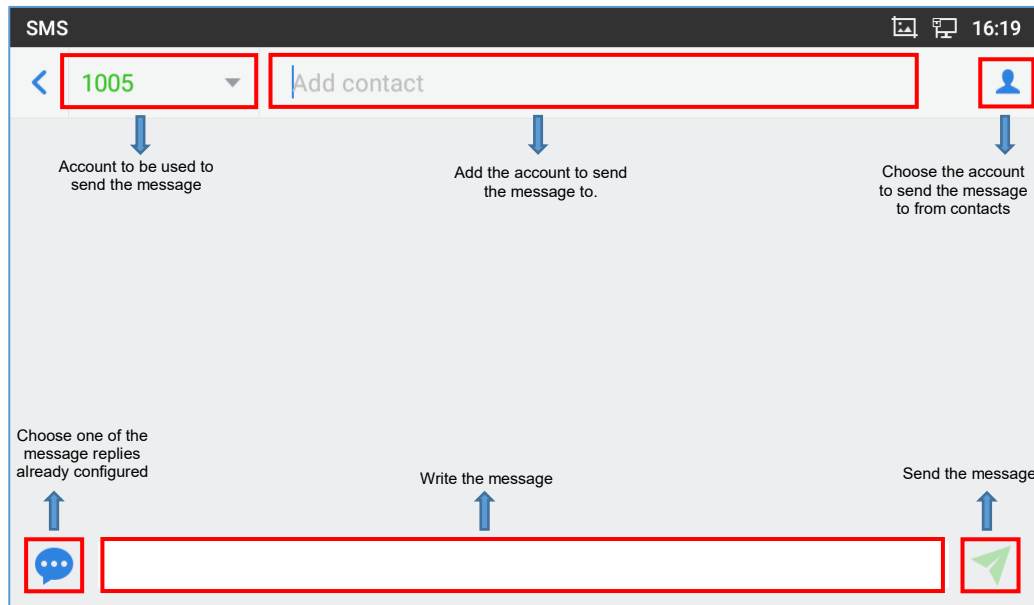 SMS 16:19
1005 Add contact
Account to be used to
send the message
Add the account to send
the message to.
Choose the account
to send the message
to from contacts
Choose one of the
message replies
already configured
Write the message
Send the message